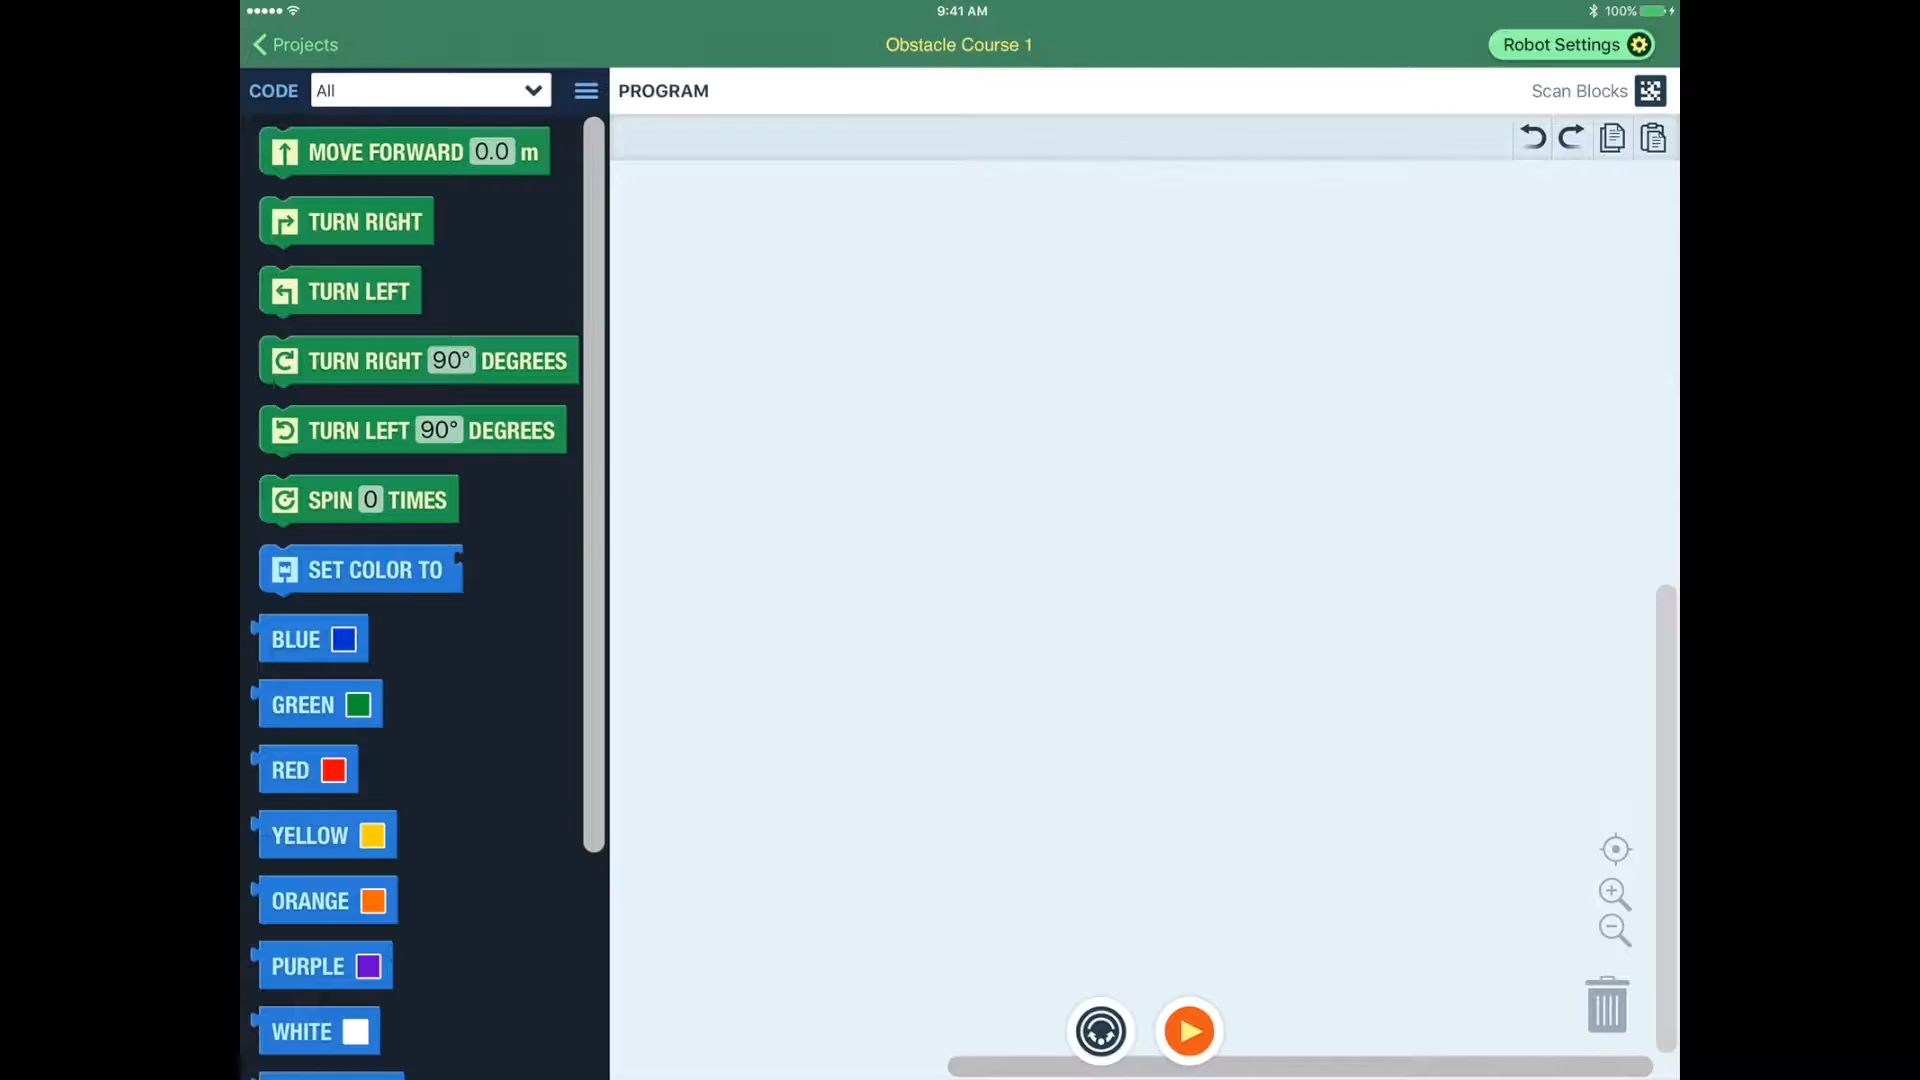 9:41 AM
100%
Projects
Obstacle Course 1
Robot Settings
CODE
All
PROGRAM
Scan Blocks
MOVE FORWARD 0.0 m
TURN RIGHT
TURN LEFT
TURN RIGHT 90° DEGREES
TURN LEFT 90° DEGREES
SPIN 0 TIMES
SET COLOR TO
BLUE
GREEN
RED
YELLOW
ORANGE
PURPLE
WHITE